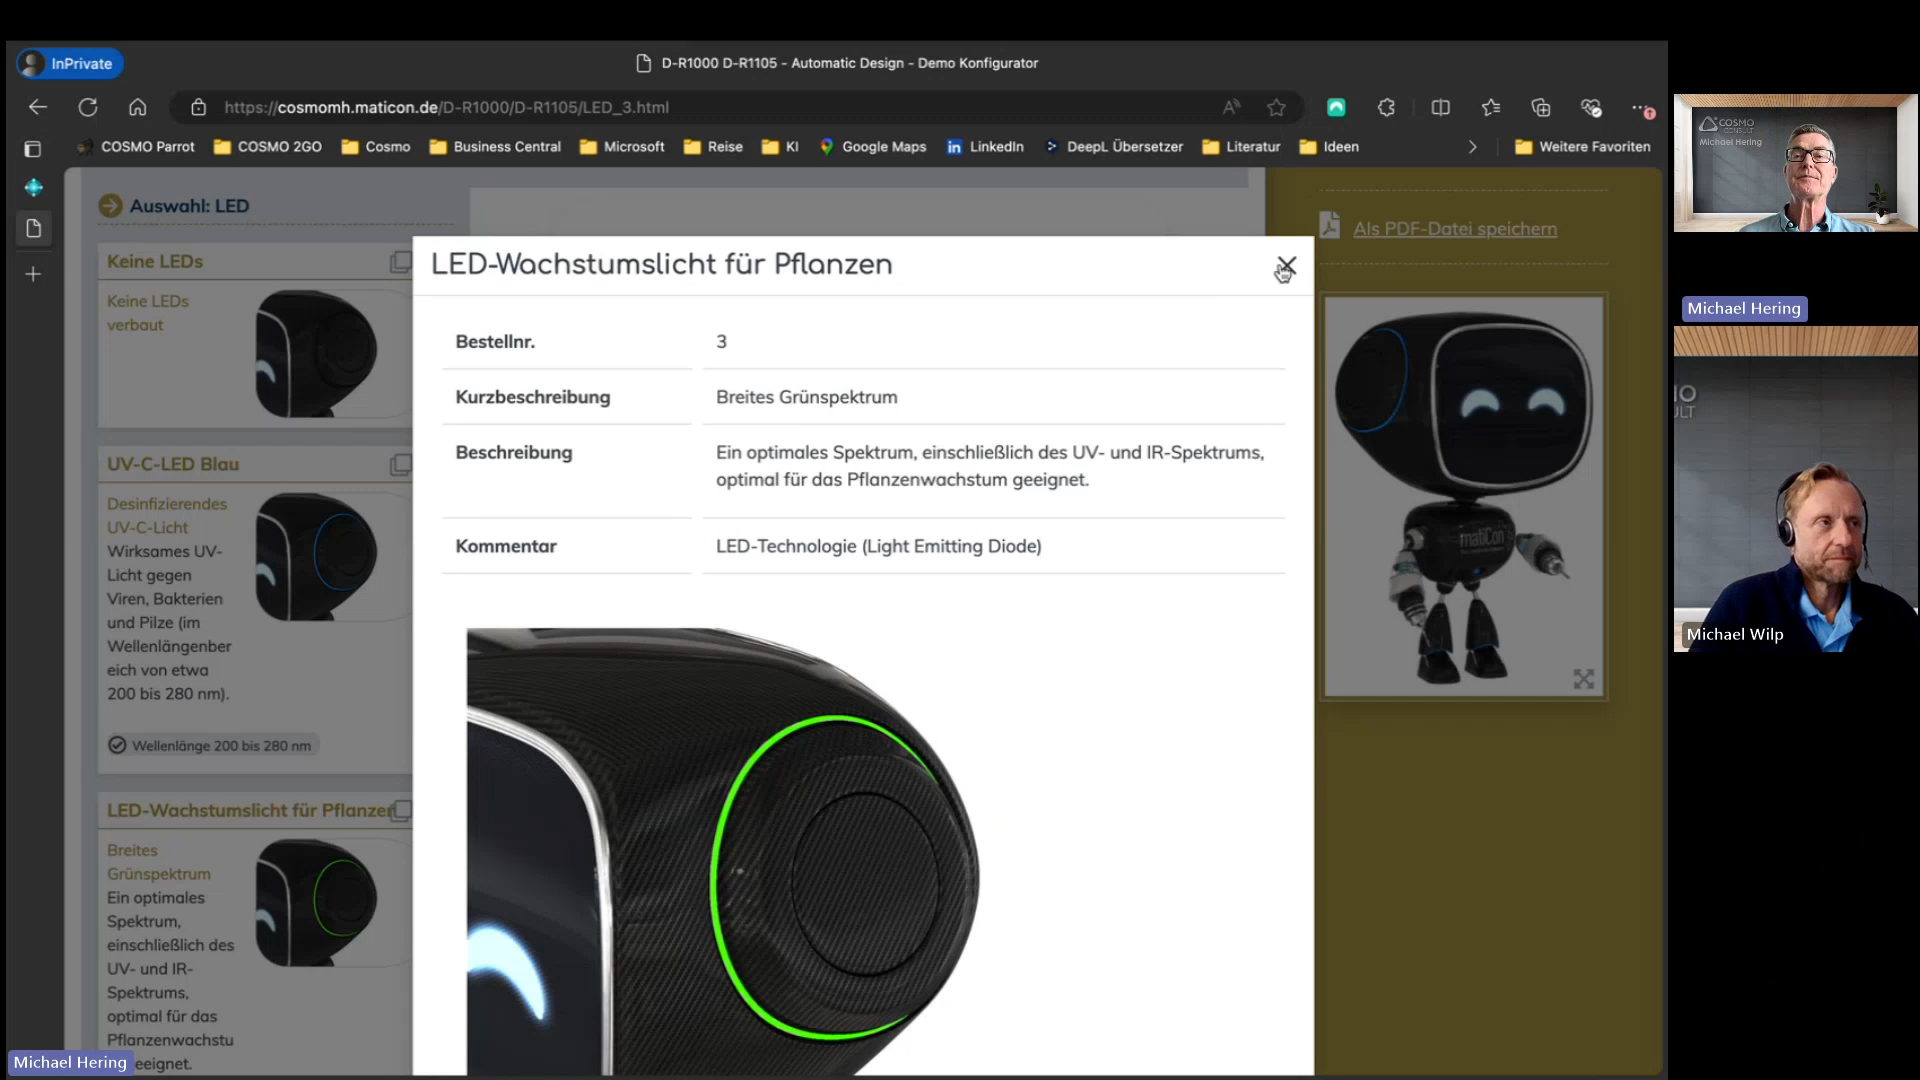 InPrivate
D-R1000 D-R1105 - Automatic Design - Demo Konfigurator
https://cosmomh.maticon.de/D-R1000/D-R1105/LED_3.html
COSMO Parrot
COSMO 2GO
Cosmo
Business Central
Microsoft
Reise
KI
Google Maps
LinkedIn
DeepL Übersetzer
Literatur
Ideen
Weitere Favoriten
Auswahl: LED
Keine LEDs
Keine LEDs
verbaut
UV-C-LED Blau
Desinfizierendes
UV-C-Licht
Wirksames UV-
Licht gegen
Viren, Bakterien
und Pilze (im
Wellenlängenber
eich von etwa
200 bis 280 nm).
Wellenlänge 200 bis 280 nm
LED-Wachstumslicht für Pflanzen
Breites
Grünspektrum
Ein optimales
Spektrum,
einschließlich des
UV- und IR-
Spektrums,
optimal für das
Pflanzenwachstu
eeignet.
LED-Wachstumslicht für Pflanzen
Bestellnr. 3
Kurzbeschreibung Breites Grünspektrum
Beschreibung Ein optimales Spektrum, einschließlich des UV- und IR-Spektrums,
optimal für das Pflanzenwachstum geeignet.
Kommentar LED-Technologie (Light Emitting Diode)
Als PDF-Datei speichern
matiCon
COSMO
CONSULT
Michael Hering
Michael Hering
MO
ULT
Michael Wilp
Michael Hering